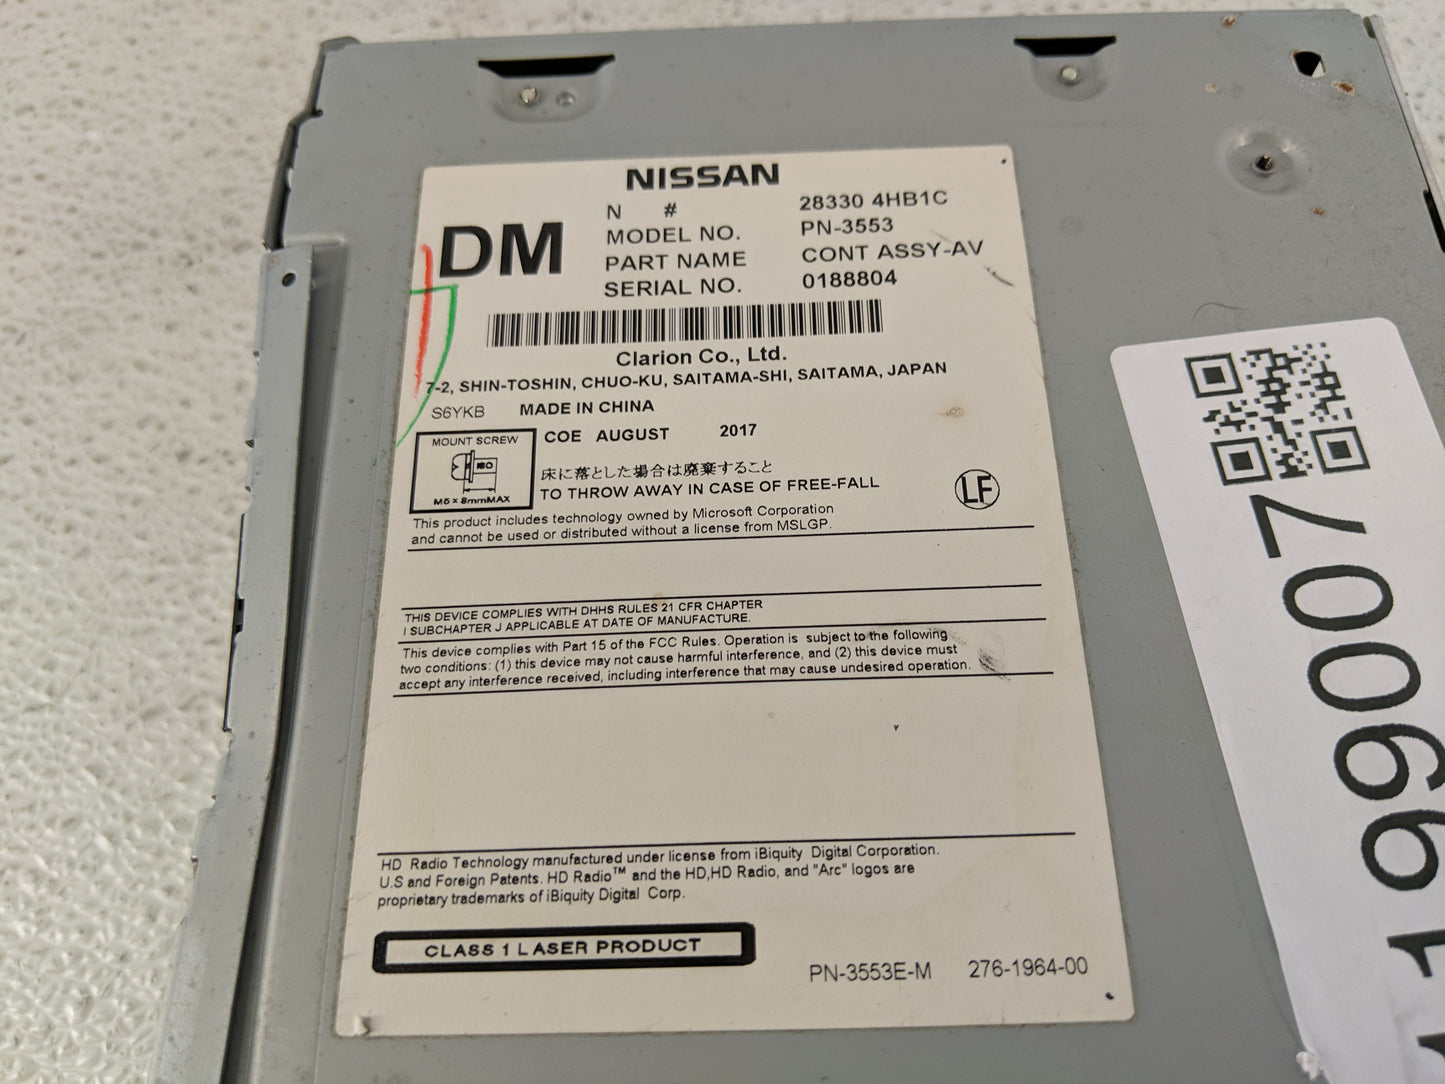 NISSAN
DM
N # 28330 4HB1C
MODEL NO. PN-3553
PART NAME CONT ASSY-AV
SERIAL NO. 0188804
Clarion Co., Ltd.
7-2, SHIN-TOSHIN, CHUO-KU, SAITAMA-SHI, SAITAMA, JAPAN
S6YKB MADE IN CHINA
COE AUGUST 2017
MOUNT SCREW
ISO
M5 x 8mmMAX
床に落とした場合は廃棄すること
TO THROW AWAY IN CASE OF FREE-FALL
LF
This product includes technology owned by Microsoft Corporation
and cannot be used or distributed without a license from MSLGP.
THIS DEVICE COMPLIES WITH DHHS RULES 21 CFR CHAPTER
I SUBCHAPTER J APPLICABLE AT DATE OF MANUFACTURE.
This device complies with Part 15 of the FCC Rules. Operation is subject to the following
two conditions: (1) this device may not cause harmful interference, and (2) this device must
accept any interference received, including interference that may cause undesired operation.
HD Radio Technology manufactured under license from iBiquity Digital Corporation.
U.S and Foreign Patents. HD Radio™ and the HD,HD Radio, and "Arc" logos are
proprietary trademarks of iBiquity Digital Corp.
CLASS 1 LASER PRODUCT
PN-3553E-M 276-1964-00
1199007